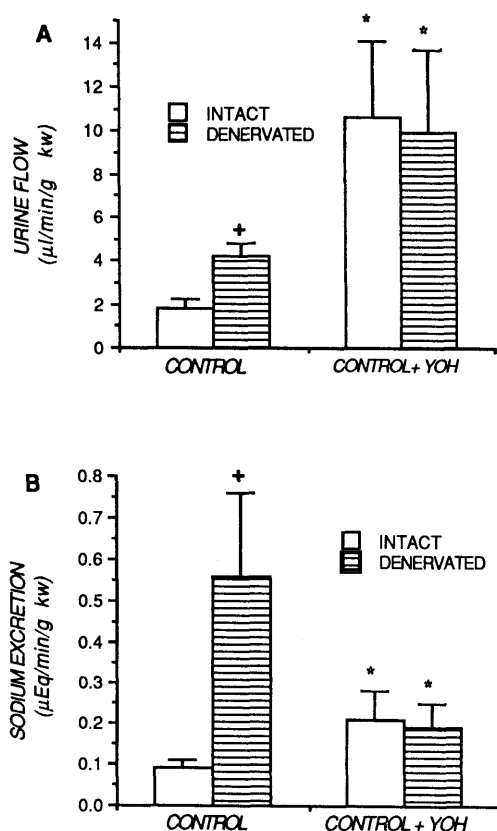 A
URINE FLOW
(µl/min/g kw)
14
12
10
8
6
4
2
0
INTACT
DENERVATED
+
*
*
CONTROL
CONTROL + YOH
B
SODIUM EXCRETION
(µEq/min/g kw)
0.8
0.7
0.6
0.5
0.4
0.3
0.2
0.1
0.0
+
INTACT
DENERVATED
*
*
CONTROL
CONTROL + YOH